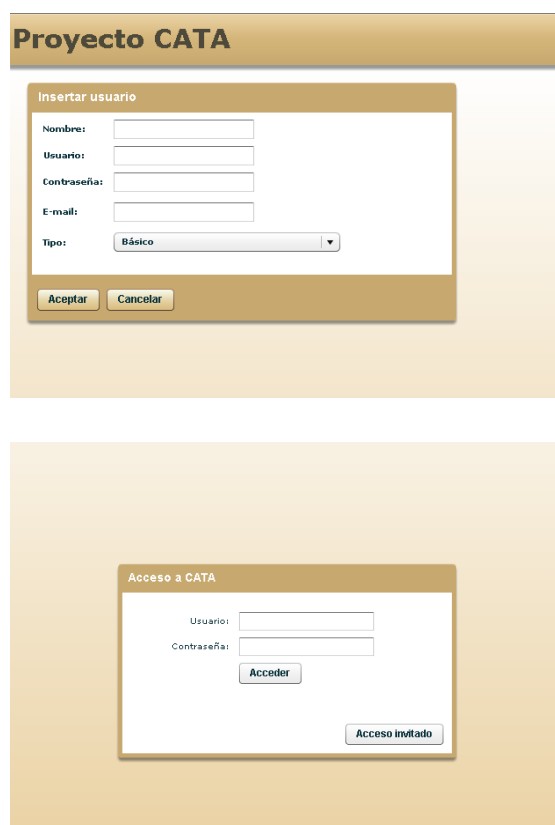 Proyecto CATA
Insertar usuario
Nombre:
Usuario:
Contraseña:
E-mail:
Tipo: Básico
Aceptar Cancelar
Acceso a CATA
Usuario:
Contraseña:
Acceder
Acceso invitado